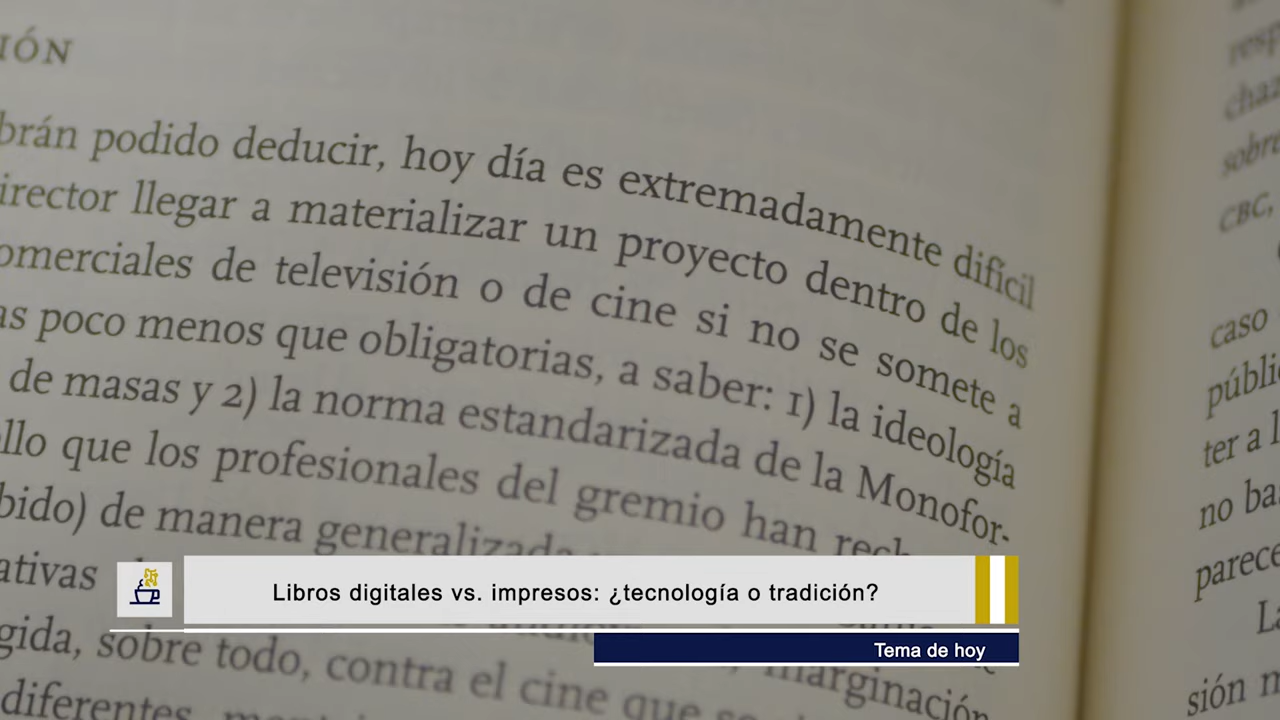 IÓN
brán podido deducir, hoy día es extremadamente difícil
irector llegar a materializar un proyecto dentro de los
omerciales de televisión o de cine si no se somete a
as poco menos que obligatorias, a saber: 1) la ideología
de masas y 2) la norma estandarizada de la Monofor-
llo que los profesionales del gremio han rech
bido) de manera generalizada
ativas
gida, sobre todo, contra el cine que
marginación
diferentes
resp
chaz
sobre
CBC,
caso
públic
ter a l
no ba
parece
La
sión m
Libros digitales vs. impresos: ¿tecnología o tradición?
Tema de hoy